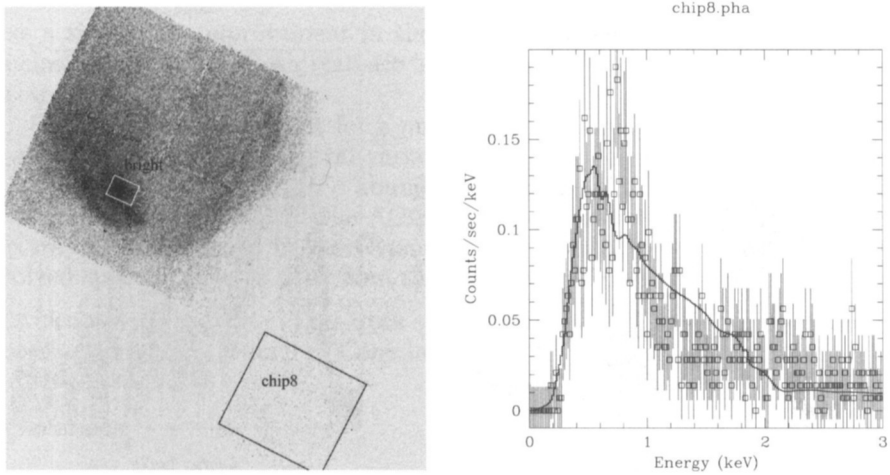 bright
chip8
chip8.pha
Counts/sec/keV
0.15
0.1
0.05
0
0 1 2 3
Energy (keV)